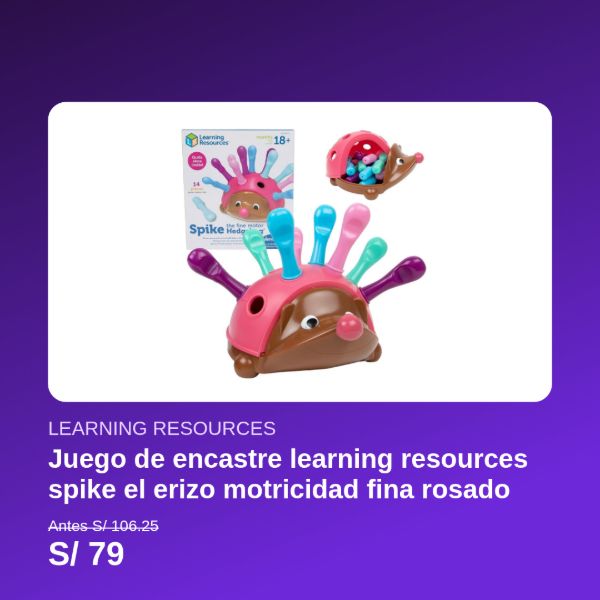 Learning
Resources
18+
14
Spike the fine motor
Hedgehog
LEARNING RESOURCES
Juego de encastre learning resources
spike el erizo motricidad fina rosado
Antes S/ 106.25
S/ 79